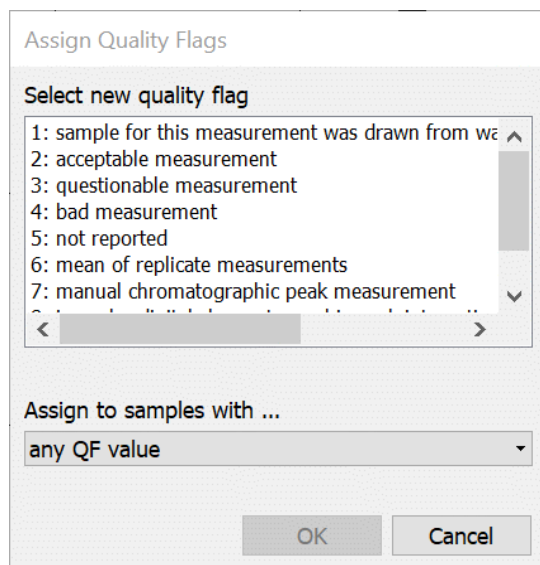 Assign Quality Flags
Select new quality flag
1: sample for this measurement was drawn from wa
2: acceptable measurement
3: questionable measurement
4: bad measurement
5: not reported
6: mean of replicate measurements
7: manual chromatographic peak measurement
Assign to samples with ...
any QF value
OK
Cancel